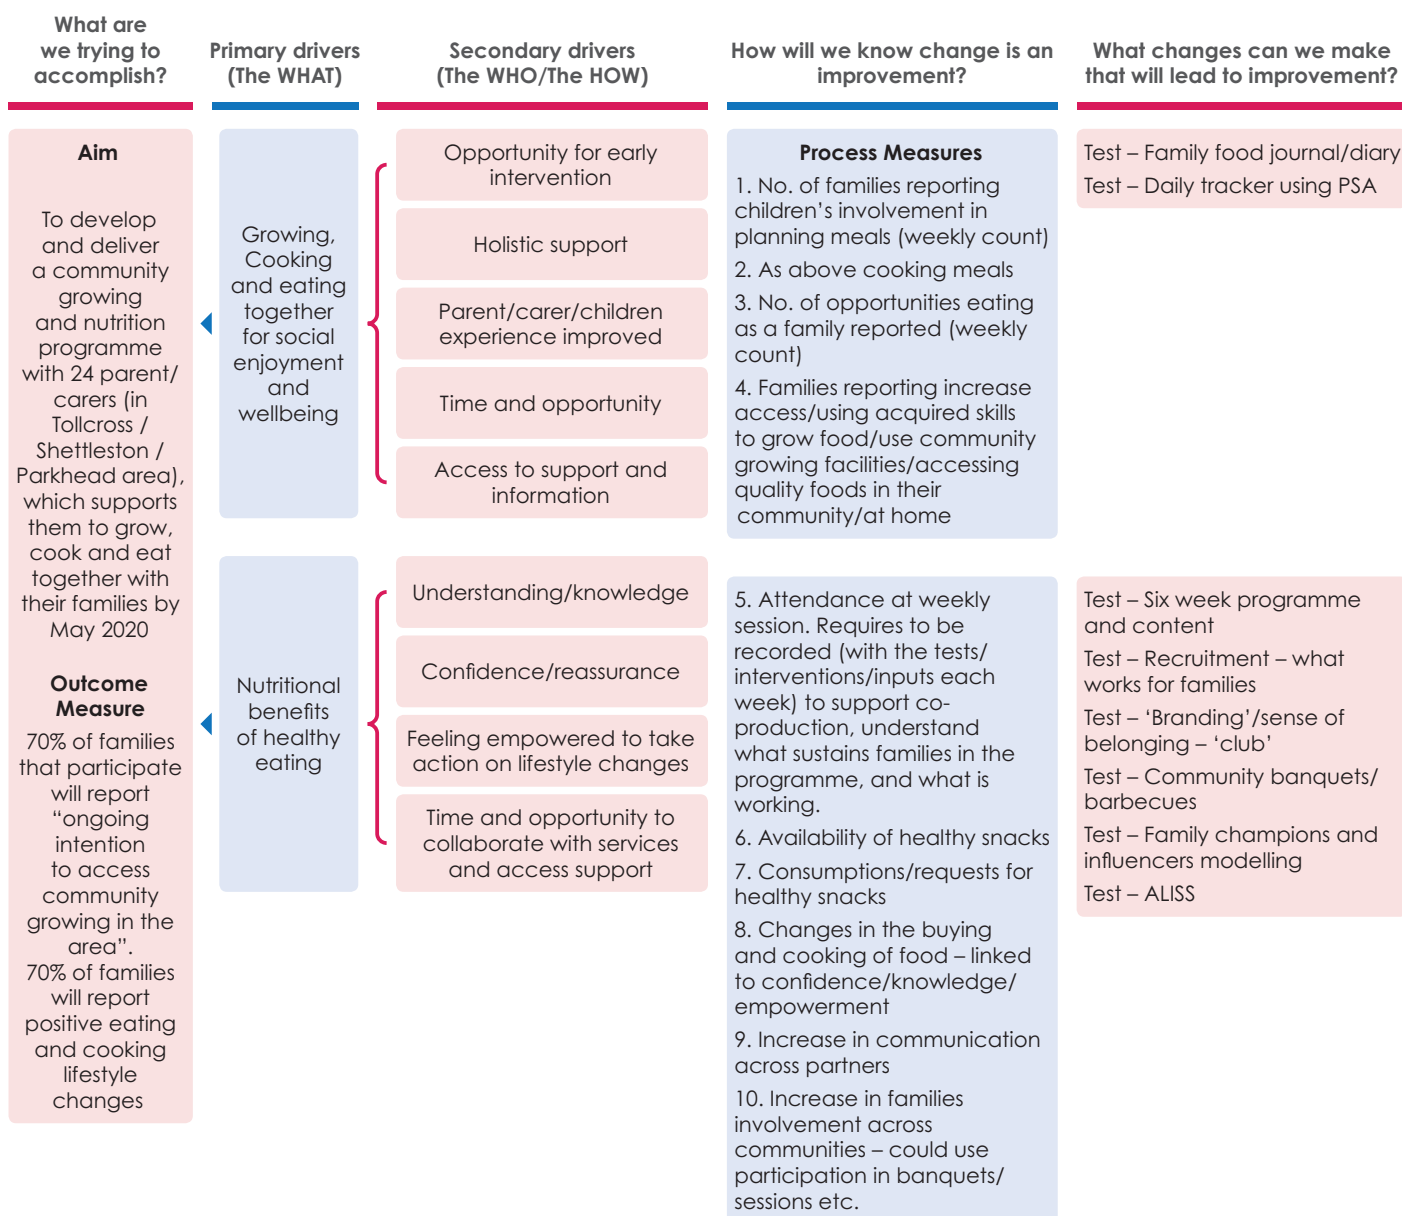 What are
we trying to
accomplish?
Primary drivers
(The WHAT)
Secondary drivers
(The WHO/The HOW)
How will we know change is an
improvement?
What changes can we make
that will lead to improvement?
Aim
To develop
and deliver
a community
growing
and nutrition
programme
with 24 parent/
carers (in
Tollcross /
Shettleston /
Parkhead area),
which supports
them to grow,
cook and eat
together with
their families by
May 2020
Outcome
Measure
70% of families
that participate
will report
“ongoing
intention
to access
community
growing in the
area”.
70% of families
will report
positive eating
and cooking
lifestyle
changes
Growing,
Cooking
and eating
together
for social
enjoyment
and
wellbeing
Opportunity for early
intervention
Holistic support
Parent/carer/children
experience improved
Time and opportunity
Access to support and
information
Process Measures
1. No. of families reporting
children’s involvement in
planning meals (weekly count)
2. As above cooking meals
3. No. of opportunities eating
as a family reported (weekly
count)
4. Families reporting increase
access/using acquired skills
to grow food/use community
growing facilities/accessing
quality foods in their
community/at home
Test – Family food journal/diary
Test – Daily tracker using PSA
Nutritional
benefits
of healthy
eating
Understanding/knowledge
Confidence/reassurance
Feeling empowered to take
action on lifestyle changes
Time and opportunity to
collaborate with services
and access support
5. Attendance at weekly
session. Requires to be
recorded (with the tests/
interventions/inputs each
week) to support co-
production, understand
what sustains families in the
programme, and what is
working.
6. Availability of healthy snacks
7. Consumptions/requests for
healthy snacks
8. Changes in the buying
and cooking of food – linked
to confidence/knowledge/
empowerment
9. Increase in communication
across partners
10. Increase in families
involvement across
communities – could use
participation in banquets/
sessions etc.
Test – Six week programme
and content
Test – Recruitment – what
works for families
Test – ‘Branding’/sense of
belonging – ‘club’
Test – Community banquets/
barbecues
Test – Family champions and
influencers modelling
Test – ALISS